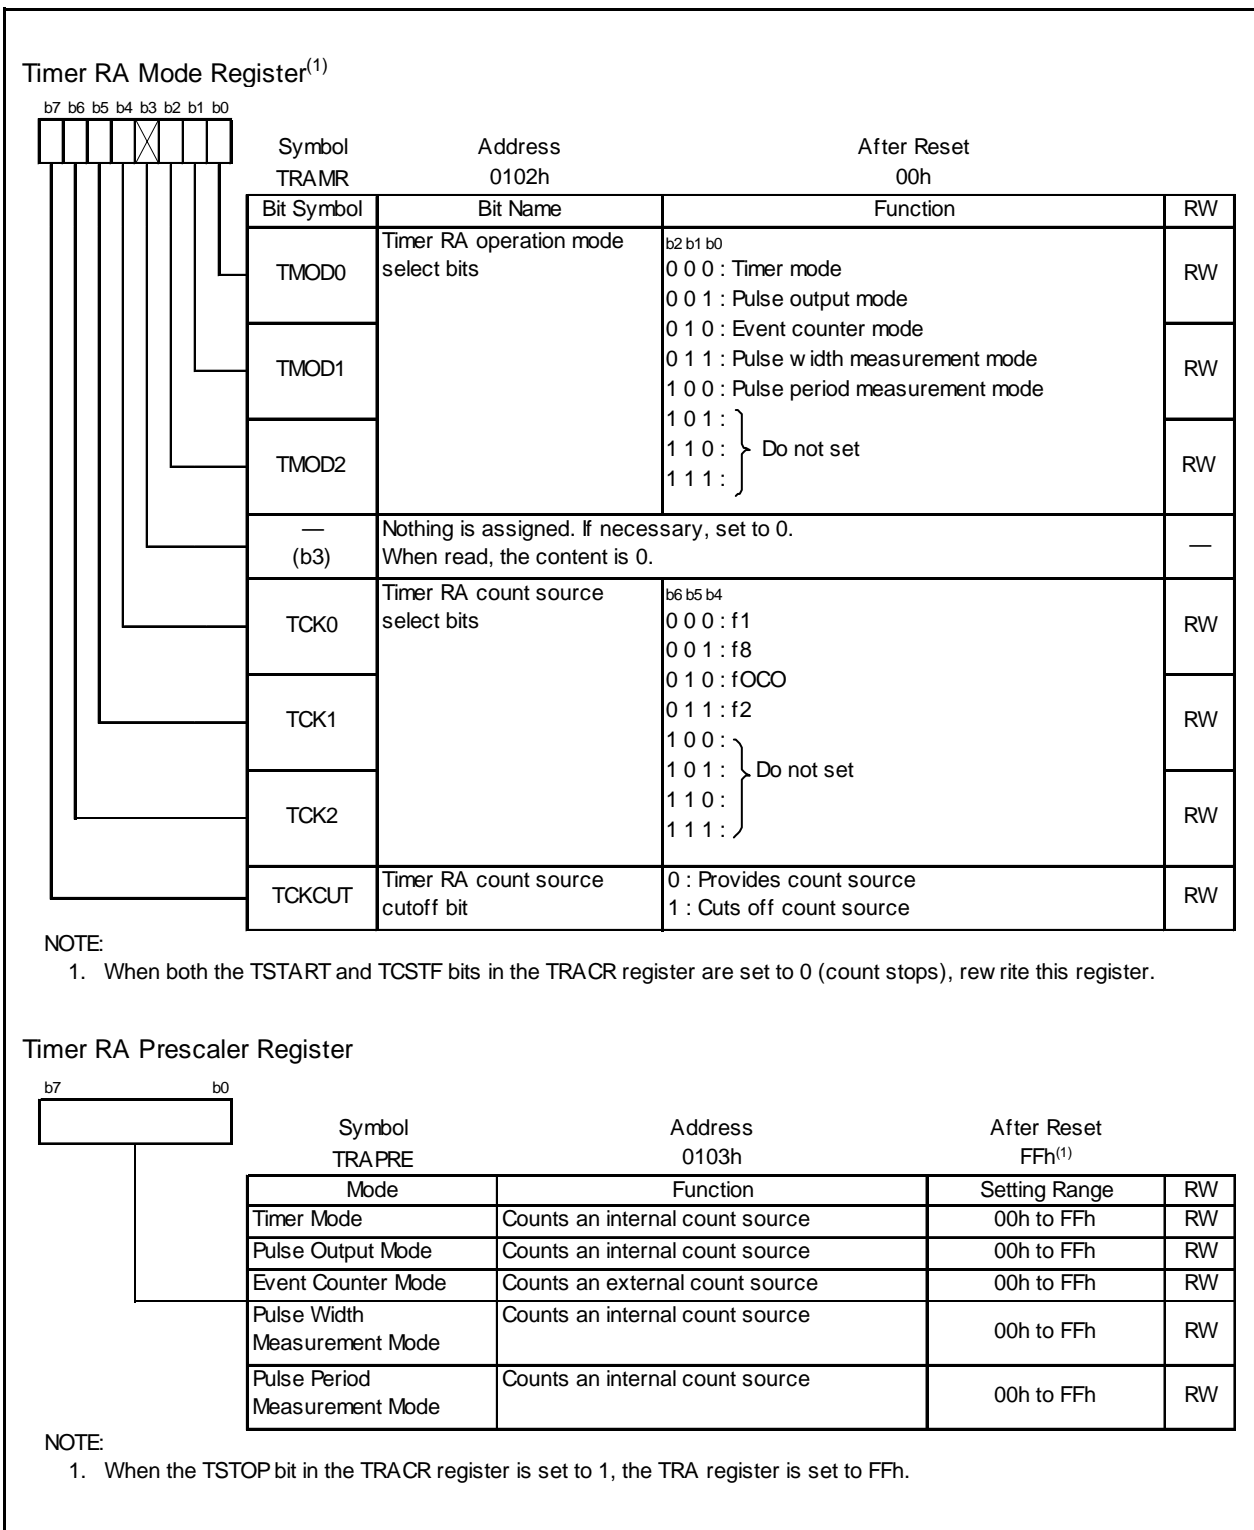 Timer RA Mode Register(1)
b7 b6 b5 b4 b3 b2 b1 b0
Symbol Address After Reset
TRAMR 0102h 00h
Bit Symbol Bit Name Function RW
TMOD0 Timer RA operation mode select bits b2 b1 b0 RW
0 0 0 : Timer mode
0 0 1 : Pulse output mode
0 1 0 : Event counter mode
TMOD1 0 1 1 : Pulse width measurement mode RW
1 0 0 : Pulse period measurement mode
1 0 1 :
TMOD2 1 1 0 : Do not set RW
1 1 1 :
— (b3) Nothing is assigned. If necessary, set to 0. —
When read, the content is 0.
TCK0 Timer RA count source select bits b6 b5 b4 RW
0 0 0 : f1
0 0 1 : f8
0 1 0 : fOCO
TCK1 0 1 1 : f2 RW
1 0 0 :
1 0 1 : Do not set
TCK2 1 1 0 : RW
1 1 1 :
TCKCUT Timer RA count source cutoff bit 0 : Provides count source RW
1 : Cuts off count source
NOTE:
1. When both the TSTART and TCSTF bits in the TRACR register are set to 0 (count stops), rewrite this register.
Timer RA Prescaler Register
b7 b0
Symbol Address After Reset
TRAPRE 0103h FFh(1)
Mode Function Setting Range RW
Timer Mode Counts an internal count source 00h to FFh RW
Pulse Output Mode Counts an internal count source 00h to FFh RW
Event Counter Mode Counts an external count source 00h to FFh RW
Pulse Width Measurement Mode Counts an internal count source 00h to FFh RW
Pulse Period Measurement Mode Counts an internal count source 00h to FFh RW
NOTE:
1. When the TSTOP bit in the TRACR register is set to 1, the TRA register is set to FFh.